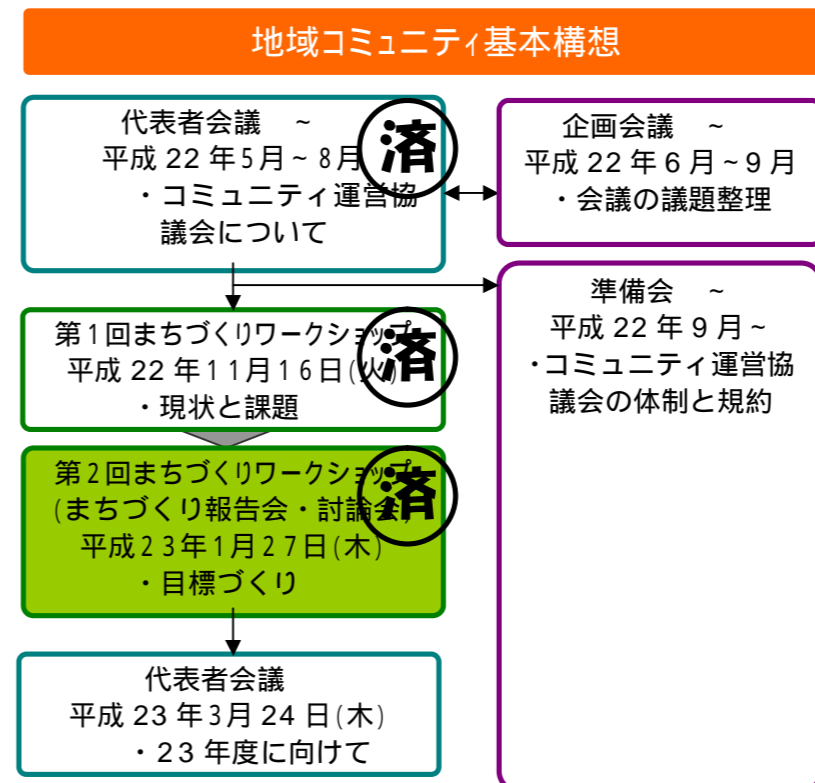 地域コミュニティ基本構想
代表者会議　～
平成 22 年5月～8月
・コミュニティ運営協
議会について
済
企画会議　～
平成 22 年 6 月～9 月
・会議の議題整理
準備会　～
平成 22 年 9 月～
・コミュニティ運営協
議会の体制と規約
第1回まちづくりワークショップ
平成 22 年11月16日(火)
・現状と課題
済
第2回まちづくりワークショップ
(まちづくり報告会・討論会)
平成23年1月27日(木)
・目標づくり
済
代表者会議
平成 23 年3月 24 日(木)
・23 年度に向けて